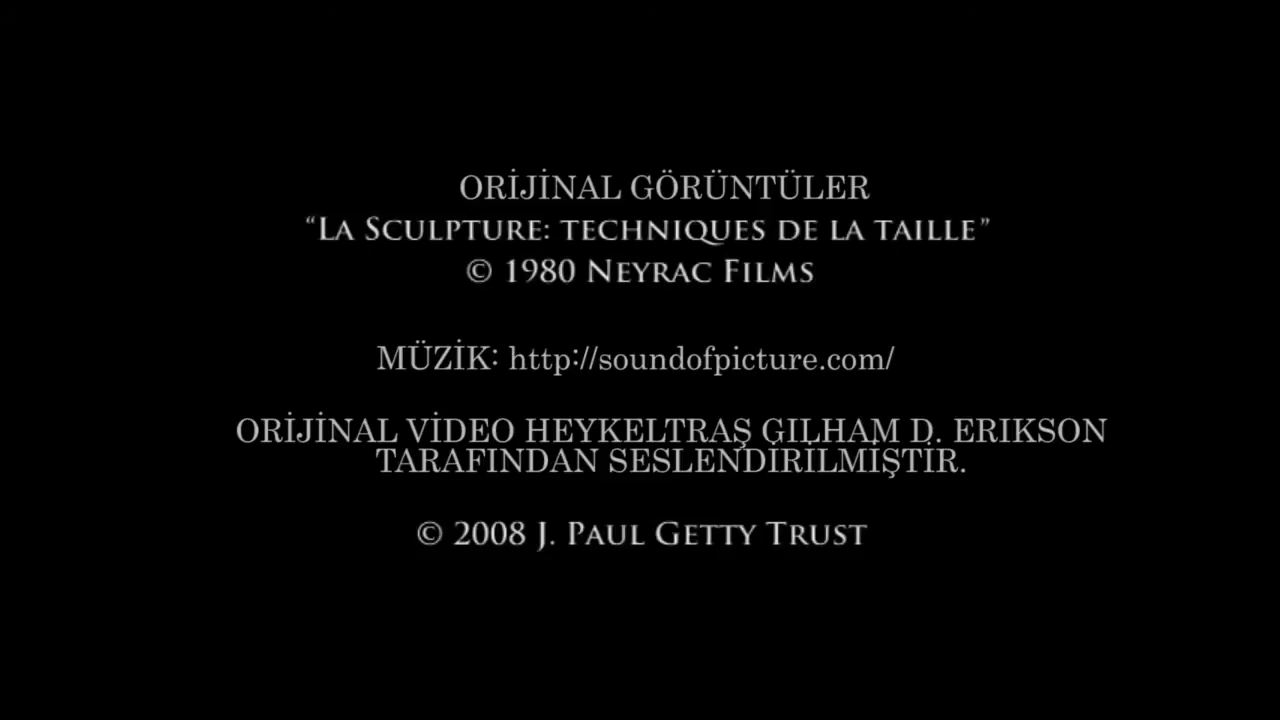 ORİJİNAL GÖRÜNTÜLER
“La Sculpture: techniques de la taille”
© 1980 Neyrac Films
MÜZİK: http://soundofpicture.com/
ORİJİNAL VİDEO HEYKELTRAŞ GILHAM D. ERIKSON
TARAFINDAN SESLENDİRİLMİŞTİR.
© 2008 J. Paul Getty Trust